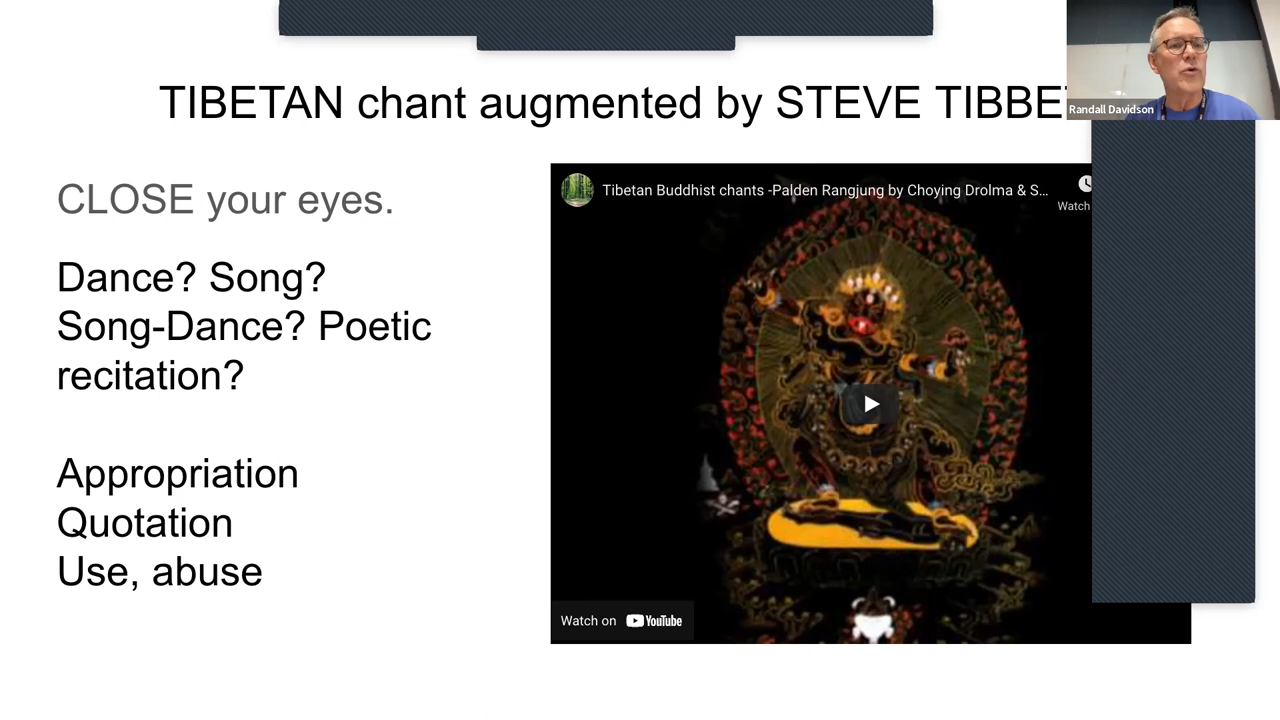 TIBETAN chant augmented by STEVE
Randall Davidson
CLOSE your eyes.
Dance? Song?
Song-Dance? Poetic
recitation?
Appropriation
Quotation
Use, abuse
Tibetan Buddhist chants -Palden Rangjung by Choying Drolma & S...
Watch
Watch on YouTube